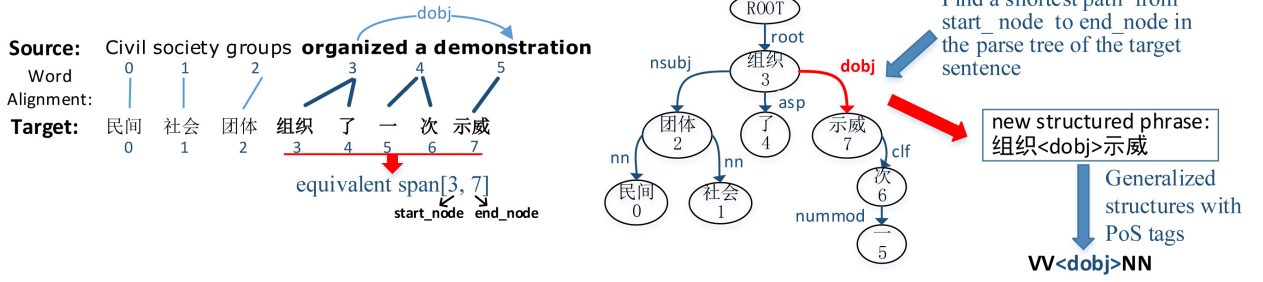 dobj
Source: Civil society groups organized a demonstration
Word 0 1 2 3 4 5
Alignment:
Target: 民间 社会 团体 组织 了 一 次 示威
0 1 2 3 4 5 6 7
equivalent span[3, 7]
start_node end_node
ROOT
root
组织
3
nsubj
dobj
asp
团体
2
了
4
示威
7
nn
nn
clf
民间
0
社会
1
次
6
nummod
一
5
Find a shortest path from
start_ node to end_node in
the parse tree of the target
sentence
new structured phrase:
组织<dobj>示威
Generalized
structures with
PoS tags
VV<dobj>NN